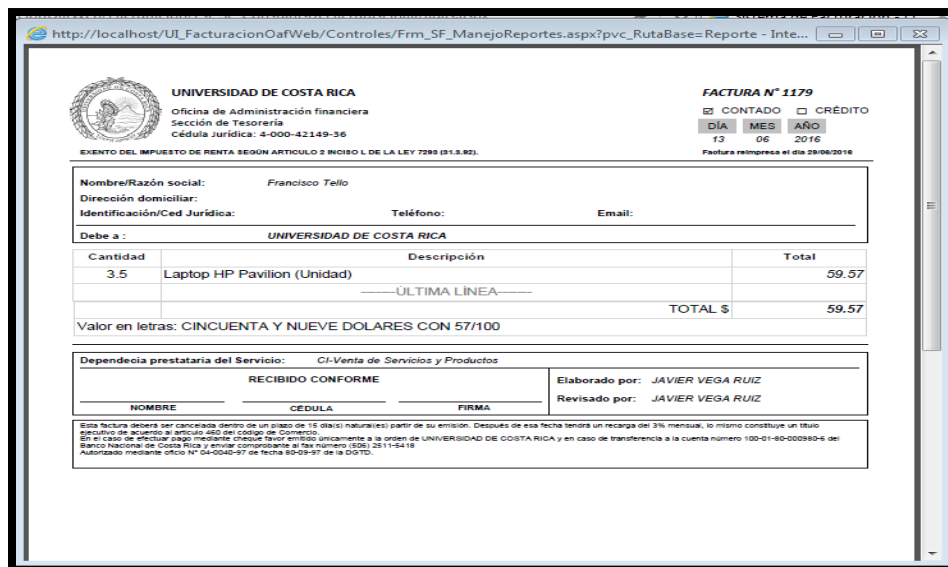 http://localhost/UI_FacturacionOafWeb/Controles/Frm_SF_ManejoReportes.aspx?pvc_RutaBase=Reporte - Inte...
UNIVERSIDAD DE COSTA RICA
Oficina de Administración financiera
Sección de Tesorería
Cédula Jurídica: 4-000-42149-36
EXENTO DEL IMPUESTO DE RENTA SEGÚN ARTICULO 2 INCISO L DE LA LEY 7293 (31.3.92).
FACTURA N° 1179
CONTADO CRÉDITO
DÍA MES AÑO
13 06 2016
Factura reimpresa el día 29/06/2016
Nombre/Razón social: Francisco Tello
Dirección domiciliar:
Identificación/Ced Jurídica: Teléfono: Email:
Debe a : UNIVERSIDAD DE COSTA RICA
Cantidad Descripción Total
3.5 Laptop HP Pavilion (Unidad) 59.57
--------ÚLTIMA LÍNEA--------
TOTAL $ 59.57
Valor en letras: CINCUENTA Y NUEVE DOLARES CON 57/100
Dependecia prestataria del Servicio: CI-Venta de Servicios y Productos
RECIBIDO CONFORME
NOMBRE CÉDULA FIRMA
Elaborado por: JAVIER VEGA RUIZ
Revisado por: JAVIER VEGA RUIZ
Esta factura deberá ser cancelada dentro de un plazo de 15 día(s) natural(es) partir de su emisión. Después de esa fecha tendrá un recarga del 3% mensual, lo mismo constituye un título
ejecutivo de acuerdo al artículo 460 del código de Comercio.
En el caso de efectuar pago mediante cheque favor emitido únicamente a la orden de UNIVERSIDAD DE COSTA RICA y en caso de transferencia a la cuenta número 100-01-80-000980-6 del
Banco Nacional de Costa Rica y enviar comprobante al fax número (506) 2511-5418
Autorizado mediante oficio N° 04-0040-97 de fecha 80-09-97 de la DGTD.